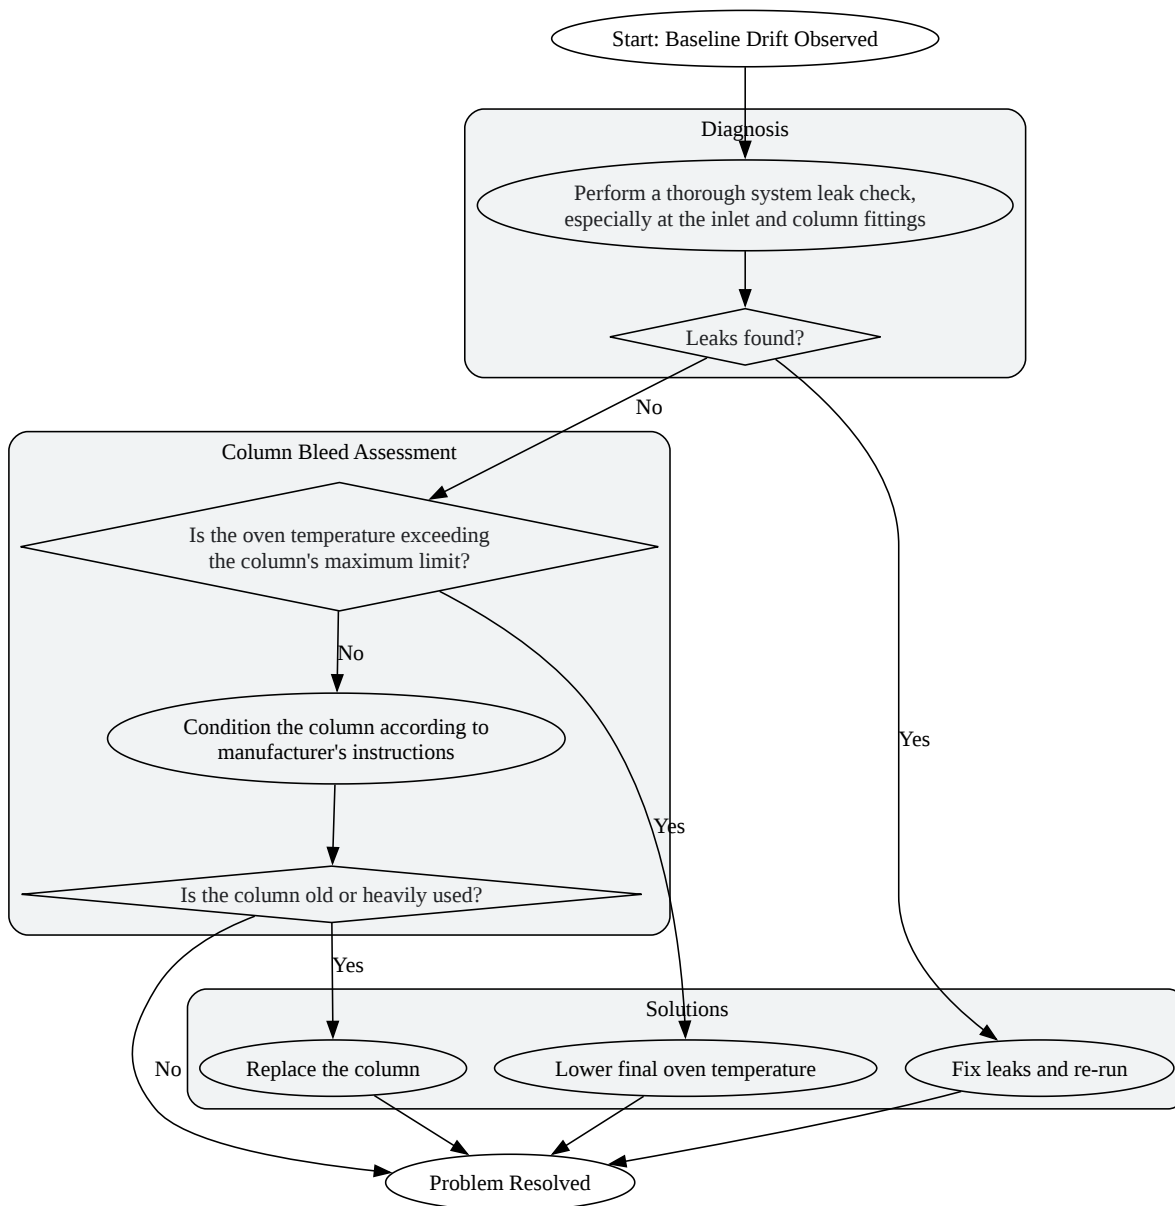 Start: Baseline Drift Observed
Diagnosis
Perform a thorough system leak check,
especially at the inlet and column fittings
Leaks found?
No
Column Bleed Assessment
Is the oven temperature exceeding
the column's maximum limit?
No
Condition the column according to
manufacturer's instructions
Yes
Yes
Is the column old or heavily used?
Yes
Solutions
No
Replace the column
Lower final oven temperature
Fix leaks and re-run
Problem Resolved